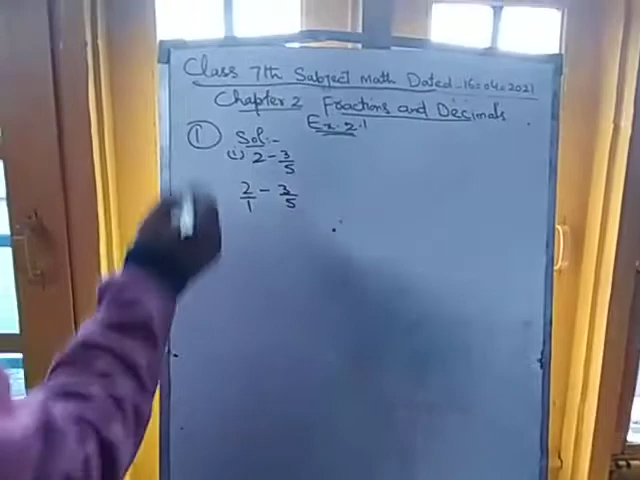 Class 7th Subject Math Dated - 16-04-2021
Chapter 2 Fractions and Decimals
Ex. 2.1
① Sol:-
(i) 2 - 3/5
2/1 - 3/5